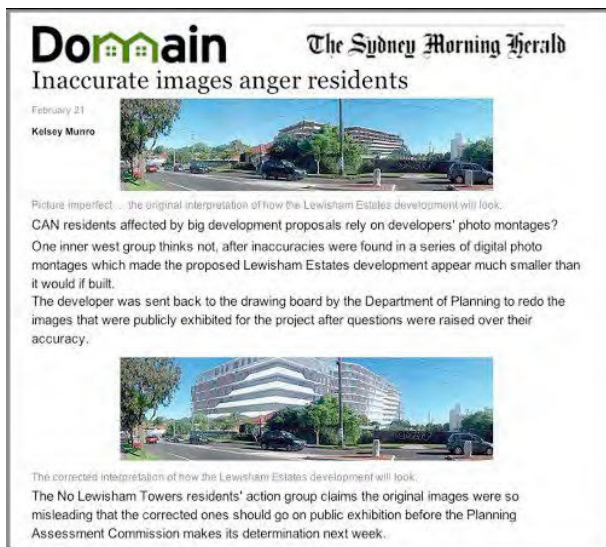 Domain
The Sydney Morning Herald
Inaccurate images anger residents
February 21
Kelsey Munro
Picture imperfect ... the original interpretation of how the Lewisham Estates development will look.
CAN residents affected by big development proposals rely on developers' photo montages?
One inner west group thinks not, after inaccuracies were found in a series of digital photo
montages which made the proposed Lewisham Estates development appear much smaller than
it would if built.
The developer was sent back to the drawing board by the Department of Planning to redo the
images that were publicly exhibited for the project after questions were raised over their
accuracy.
The corrected interpretation of how the Lewisham Estates development will look.
The No Lewisham Towers residents' action group claims the original images were so
misleading that the corrected ones should go on public exhibition before the Planning
Assessment Commission makes its determination next week.